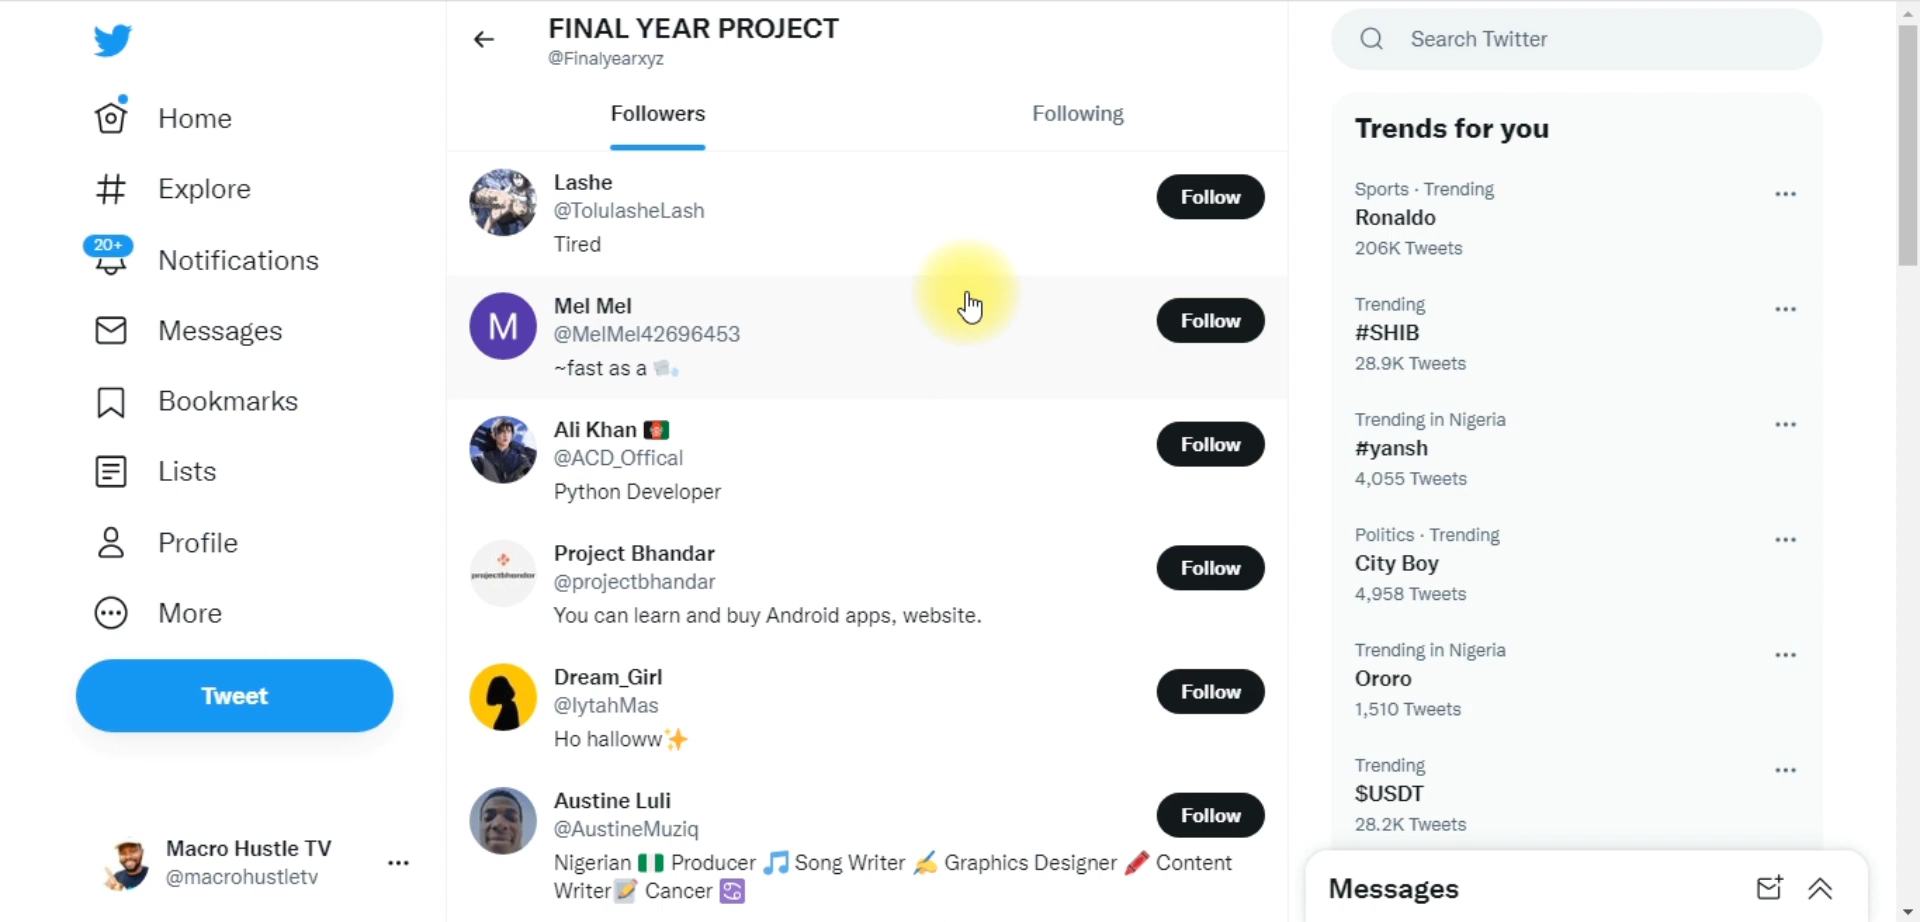 FINAL YEAR PROJECT
@Finalyearxyz
Followers
Following
Home
Explore
20+
Notifications
Messages
Bookmarks
Lists
Profile
More
Tweet
Macro Hustle TV
@macrohustletv
Lashe
@TolulasheLash
Tired
Follow
M
Mel Mel
@MelMel42696453
~fast as a
Follow
Ali Khan
@ACD_Offical
Python Developer
Follow
projectbhandar
Project Bhandar
@projectbhandar
You can learn and buy Android apps, website.
Follow
Dream_Girl
@lytahMas
Ho halloww✨
Follow
Austine Luli
@AustineMuziq
Nigerian 🇳🇬 Producer 🎵 Song Writer ✍ Graphics Designer 🖍 Content
Writer📝 Cancer ♋
Follow
Search Twitter
Trends for you
Sports · Trending
Ronaldo
206K Tweets
Trending
#SHIB
28.9K Tweets
Trending in Nigeria
#yansh
4,055 Tweets
Politics · Trending
City Boy
4,958 Tweets
Trending in Nigeria
Ororo
1,510 Tweets
Trending
$USDT
28.2K Tweets
Messages